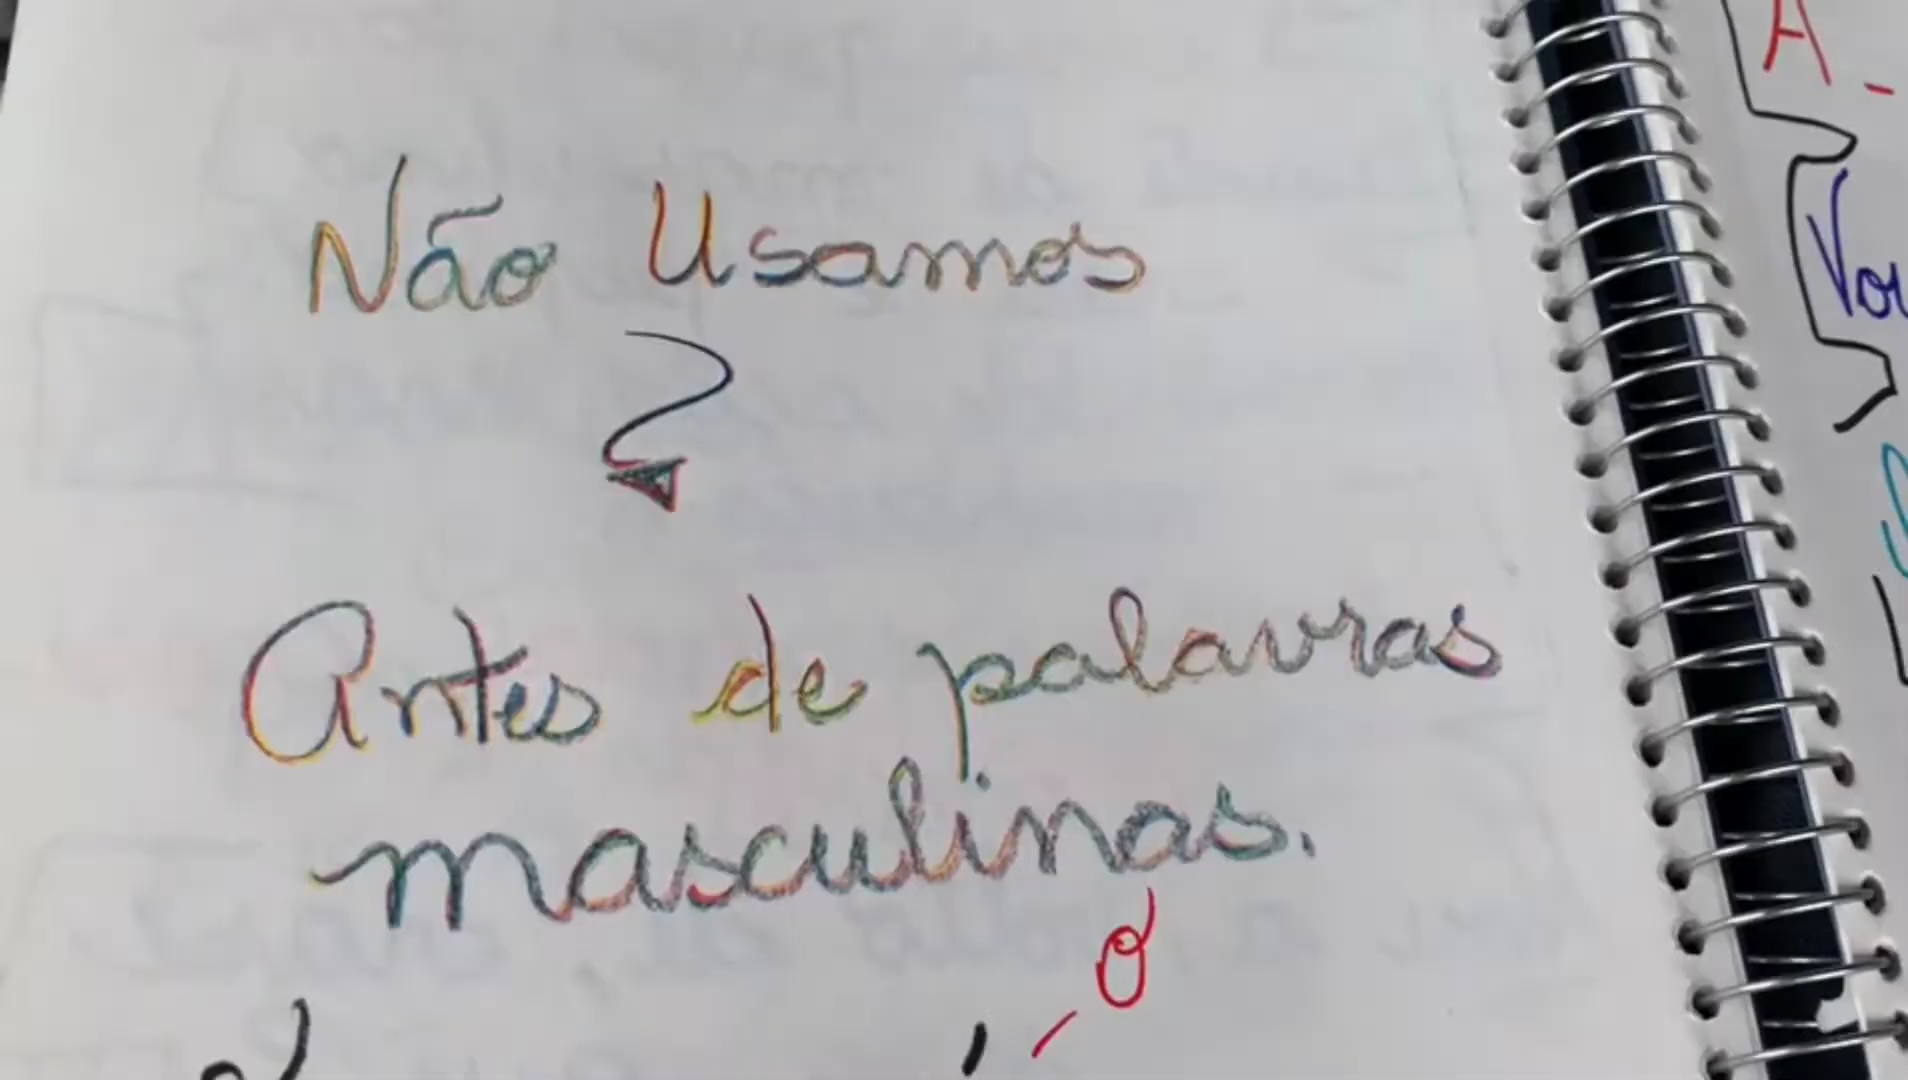 Não Usamos
Antes de palavras
masculinas.
A -